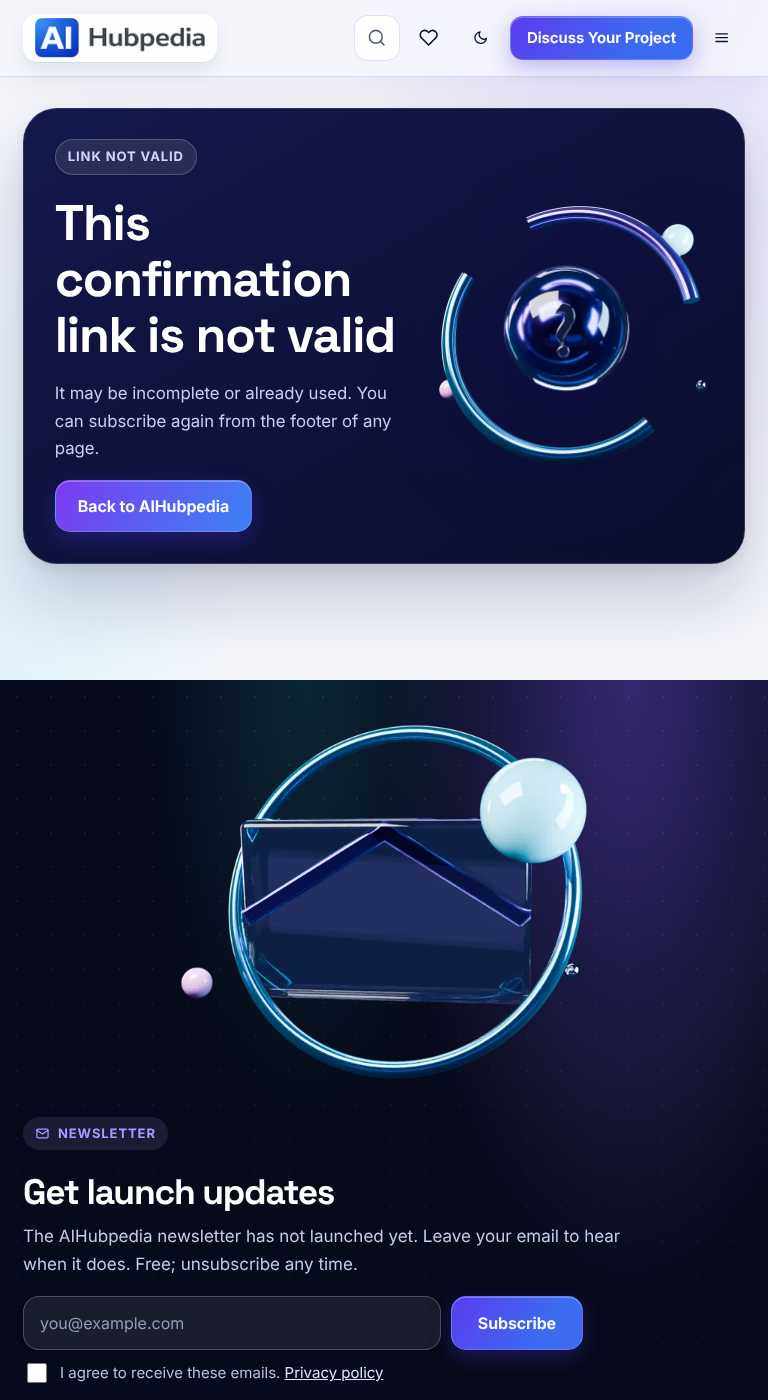 AI Hubpedia
Discuss Your Project
LINK NOT VALID
This
confirmation
link is not valid
It may be incomplete or already used. You
can subscribe again from the footer of any
page.
Back to AIHubpedia
?
NEWSLETTER
Get launch updates
The AIHubpedia newsletter has not launched yet. Leave your email to hear
when it does. Free; unsubscribe any time.
you@example.com
Subscribe
I agree to receive these emails. Privacy policy